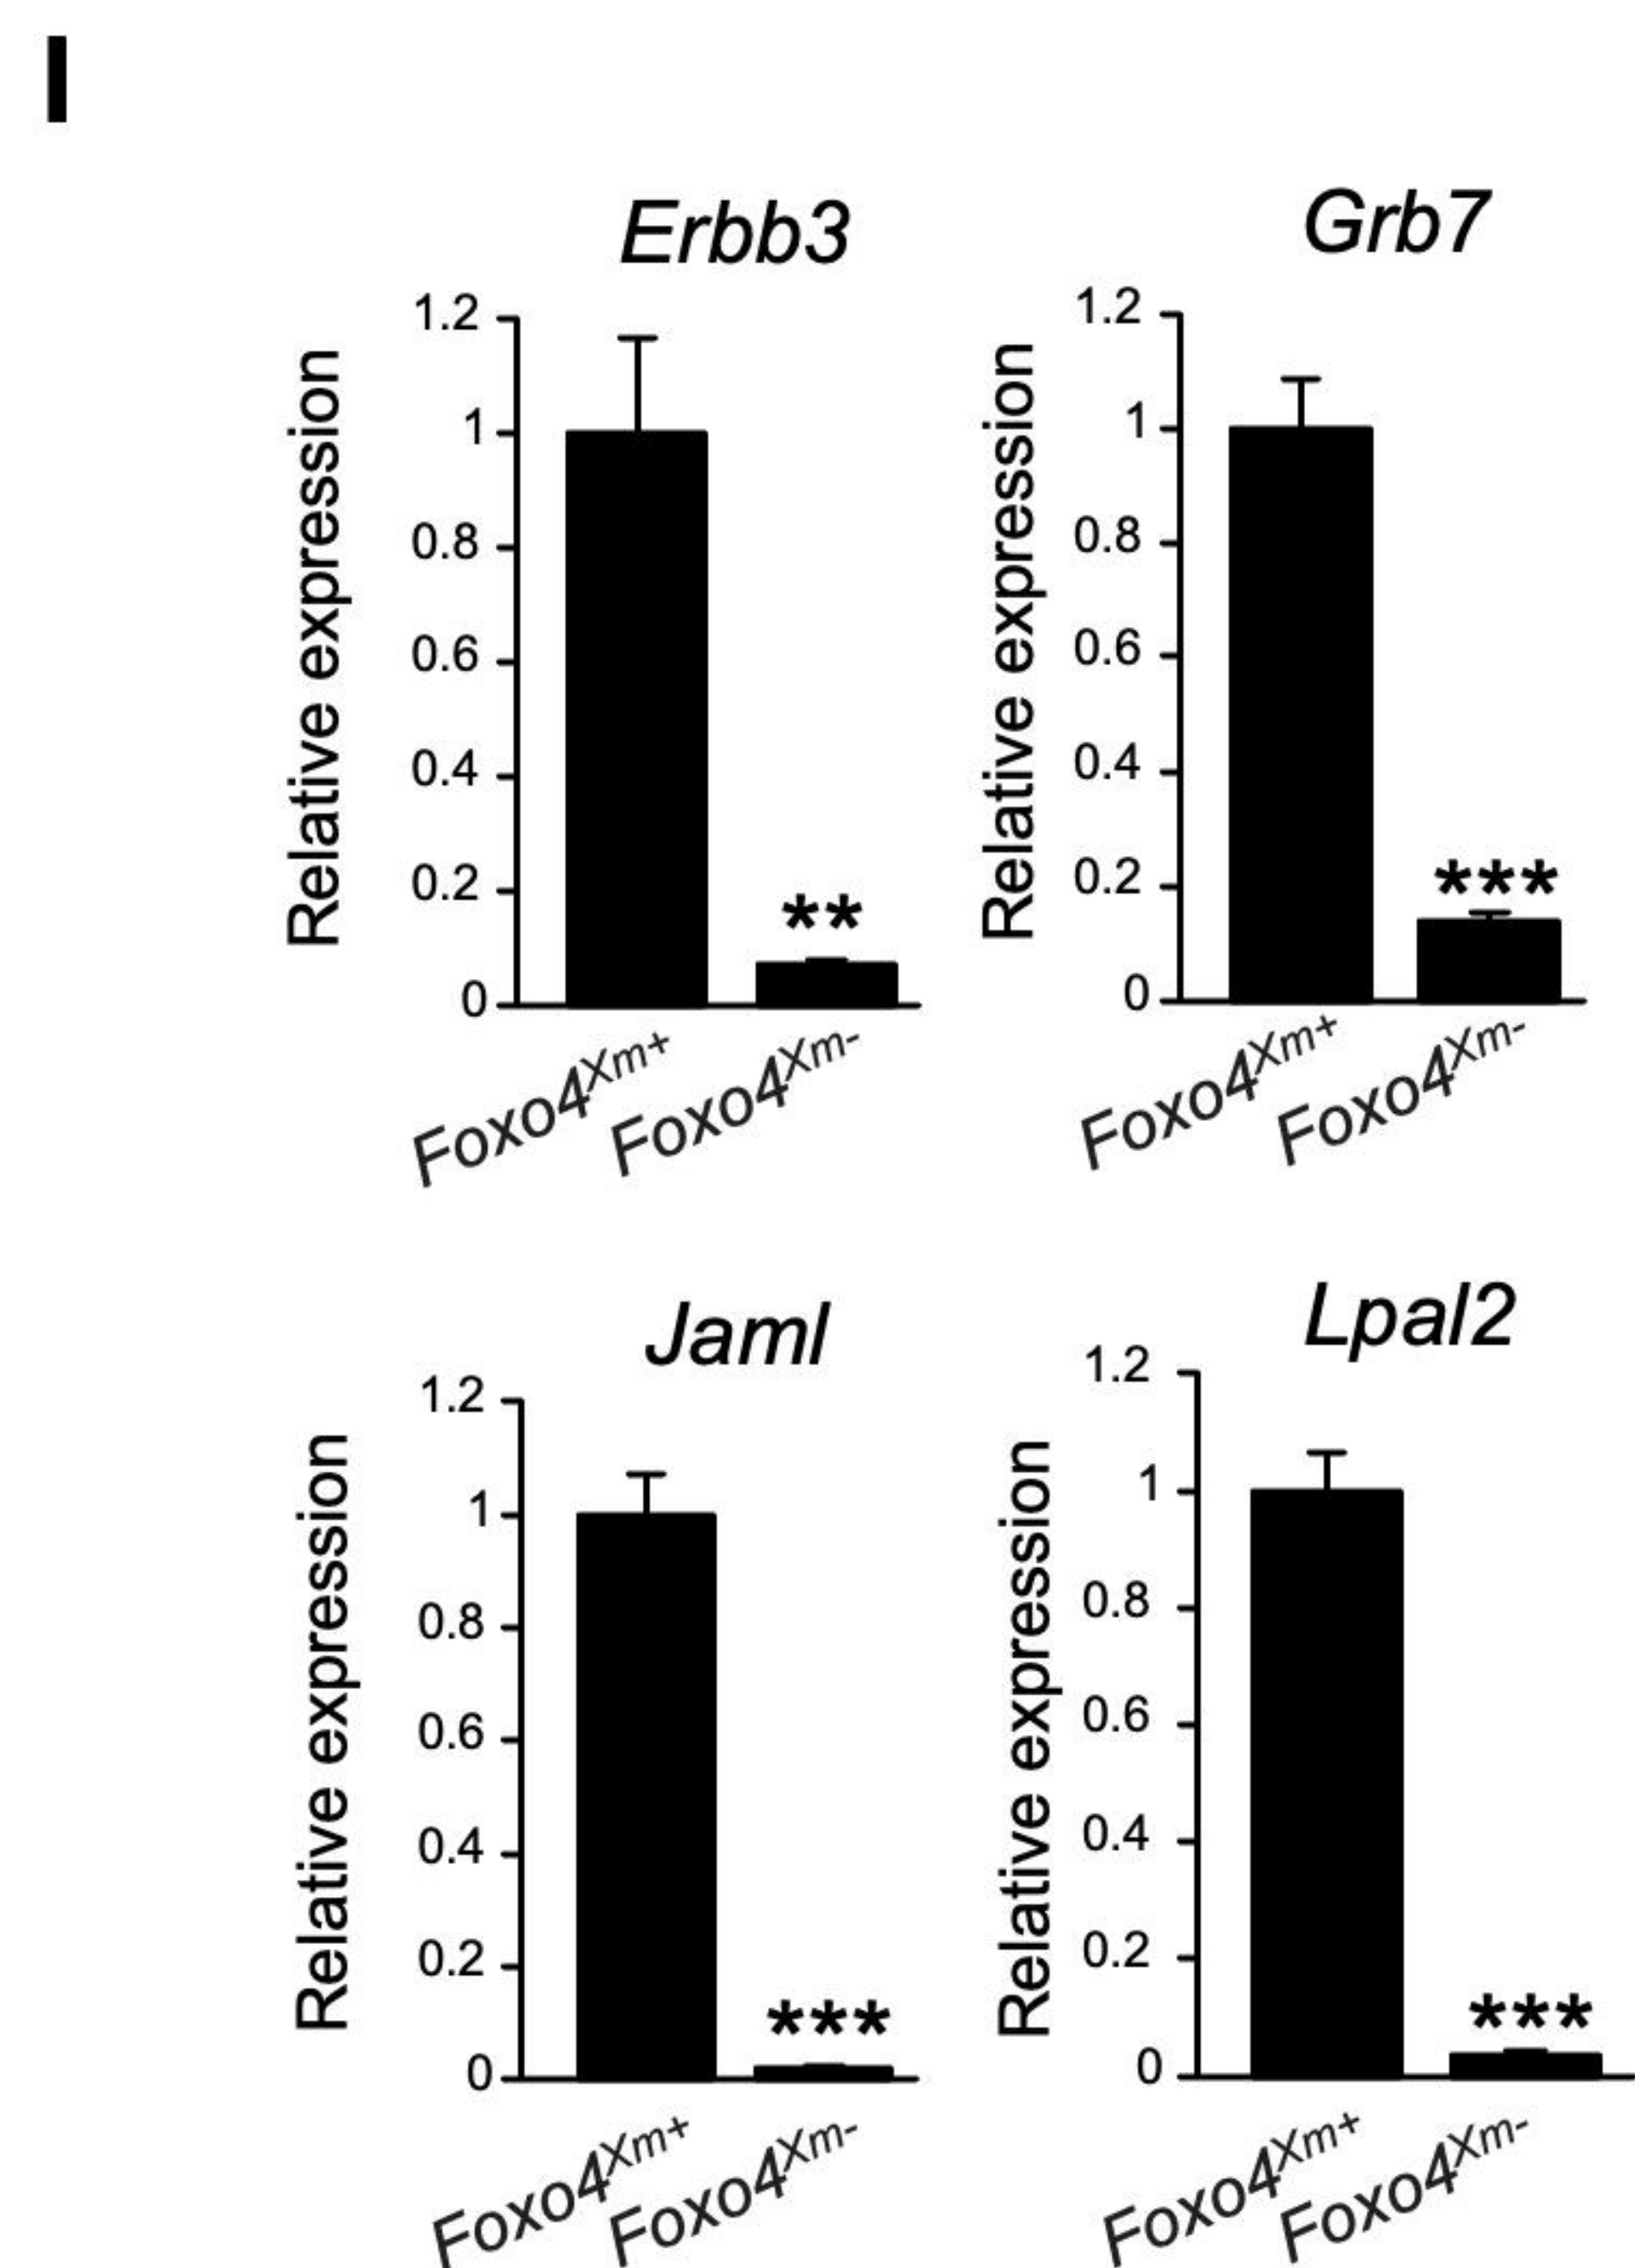 I
Erbb3
Relative expression
1.2
1
0.8
0.6
0.4
0.2
0
**
Foxo4Xm+
Foxo4Xm-
Grb7
Relative expression
1.2
1
0.8
0.6
0.4
0.2
0
***
Foxo4Xm+
Foxo4Xm-
Jaml
Relative expression
1.2
1
0.8
0.6
0.4
0.2
0
***
Foxo4Xm+
Foxo4Xm-
Lpal2
Relative expression
1.2
1
0.8
0.6
0.4
0.2
0
***
Foxo4Xm+
Foxo4Xm-